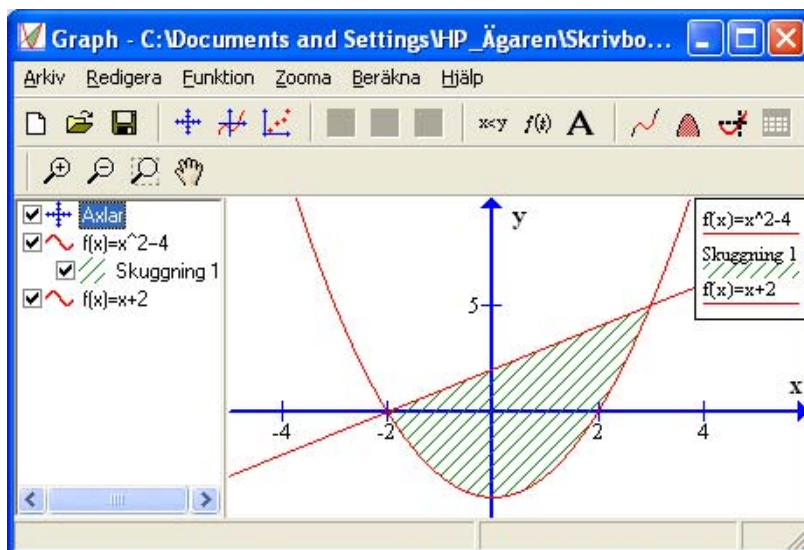 Graph - C:\Documents and Settings\HP_Ägaren\Skrivbo...
Arkiv Redigera Funktion Zooma Beräkna Hjälp
x<y f(x) A
Axlar
f(x)=x^2-4
Skuggning 1
f(x)=x+2
y
x
5
-4 -2 2 4
f(x)=x^2-4
Skuggning 1
f(x)=x+2